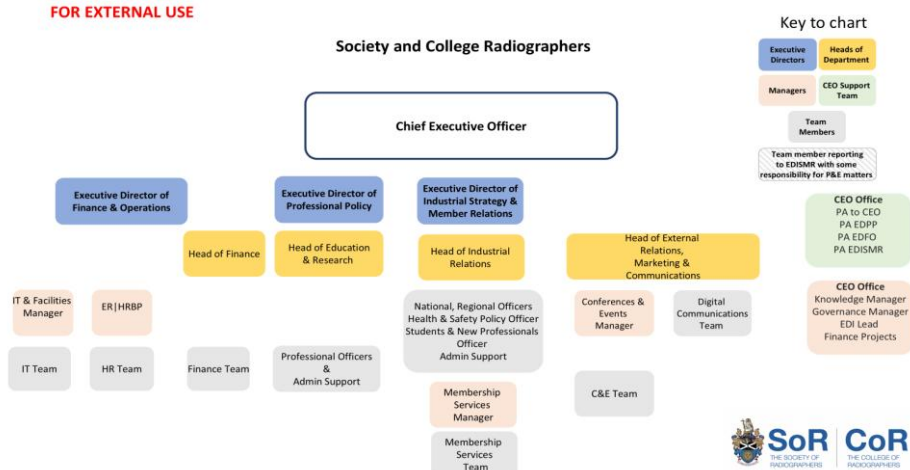 FOR EXTERNAL USE
Society and College Radiographers
Key to chart
Executive
Directors
Heads of
Department
Managers
CEO Support
Team
Team
Members
Team member reporting
to EDISMR with some
responsibility for P&E matters
Chief Executive Officer
Executive Director of
Finance & Operations
Executive Director of
Professional Policy
Executive Director of
Industrial Strategy &
Member Relations
Head of Finance
Head of Education
& Research
Head of Industrial
Relations
Head of External
Relations,
Marketing &
Communications
CEO Office
PA to CEO
PA EDPP
PA EDFO
PA EDISMR
IT & Facilities
Manager
ER|HRBP
National, Regional Officers
Health & Safety Policy Officer
Students & New Professionals
Officer
Admin Support
Conferences &
Events
Manager
Digital
Communications
Team
CEO Office
Knowledge Manager
Governance Manager
EDI Lead
Finance Projects
IT Team
HR Team
Finance Team
Professional Officers
&
Admin Support
C&E Team
Membership
Services
Manager
Membership
Services
Team
SoR
THE SOCIETY OF
RADIOGRAPHERS
CoR
THE COLLEGE OF
RADIOGRAPHERS